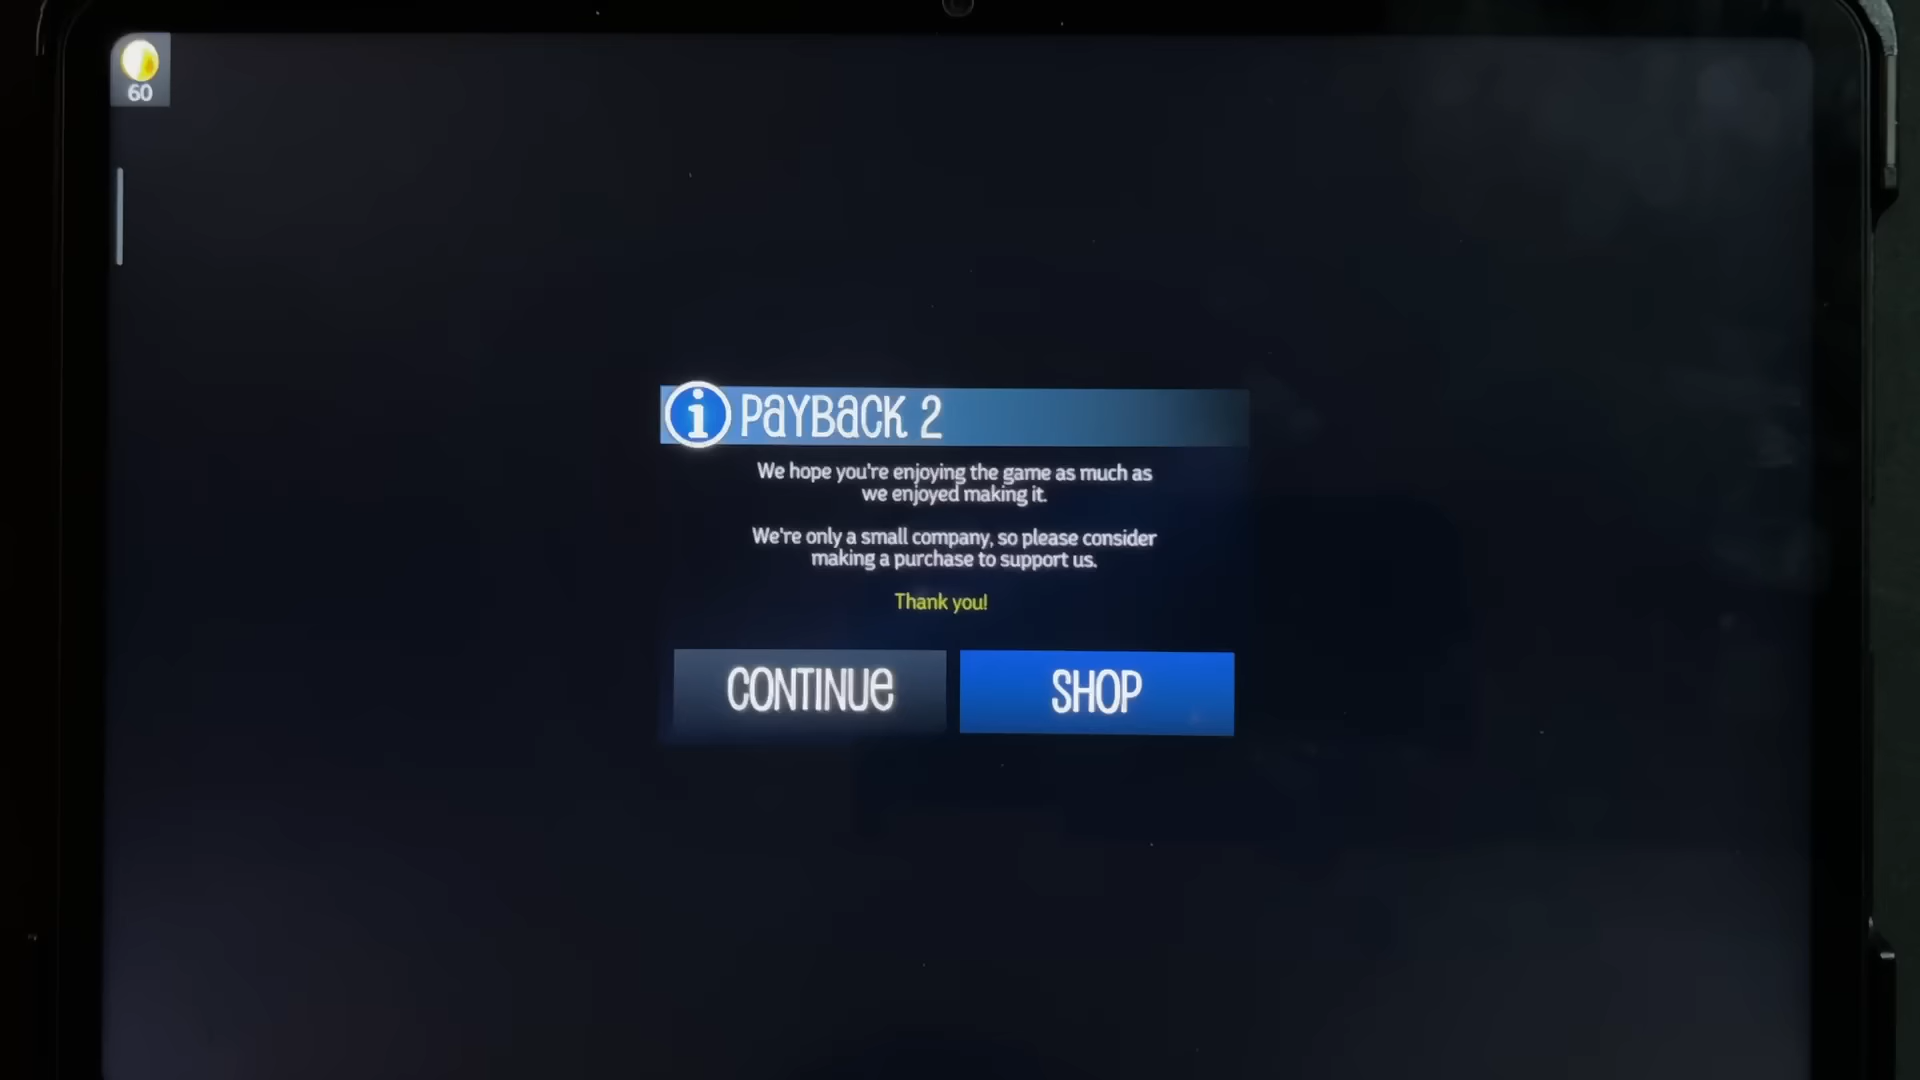 60
PAYBACK 2
We hope you're enjoying the game as much as
we enjoyed making it.
We're only a small company, so please consider
making a purchase to support us.
Thank you!
CONTINUE
SHOP